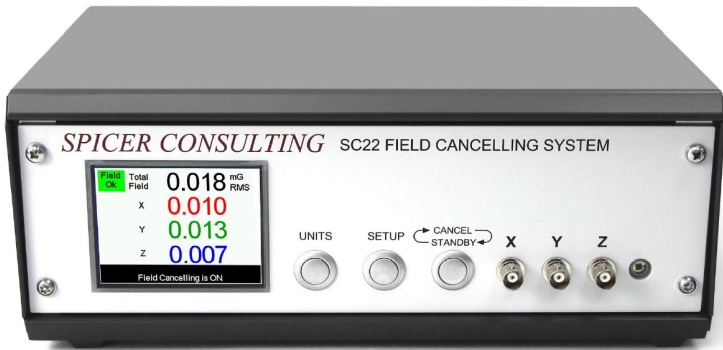 SPICER CONSULTING SC22 FIELD CANCELLING SYSTEM
Field Ok
Total Field 0.018 mG RMS
X 0.010
Y 0.013
Z 0.007
Field Cancelling is ON
UNITS
SETUP
CANCEL
STANDBY
X Y Z